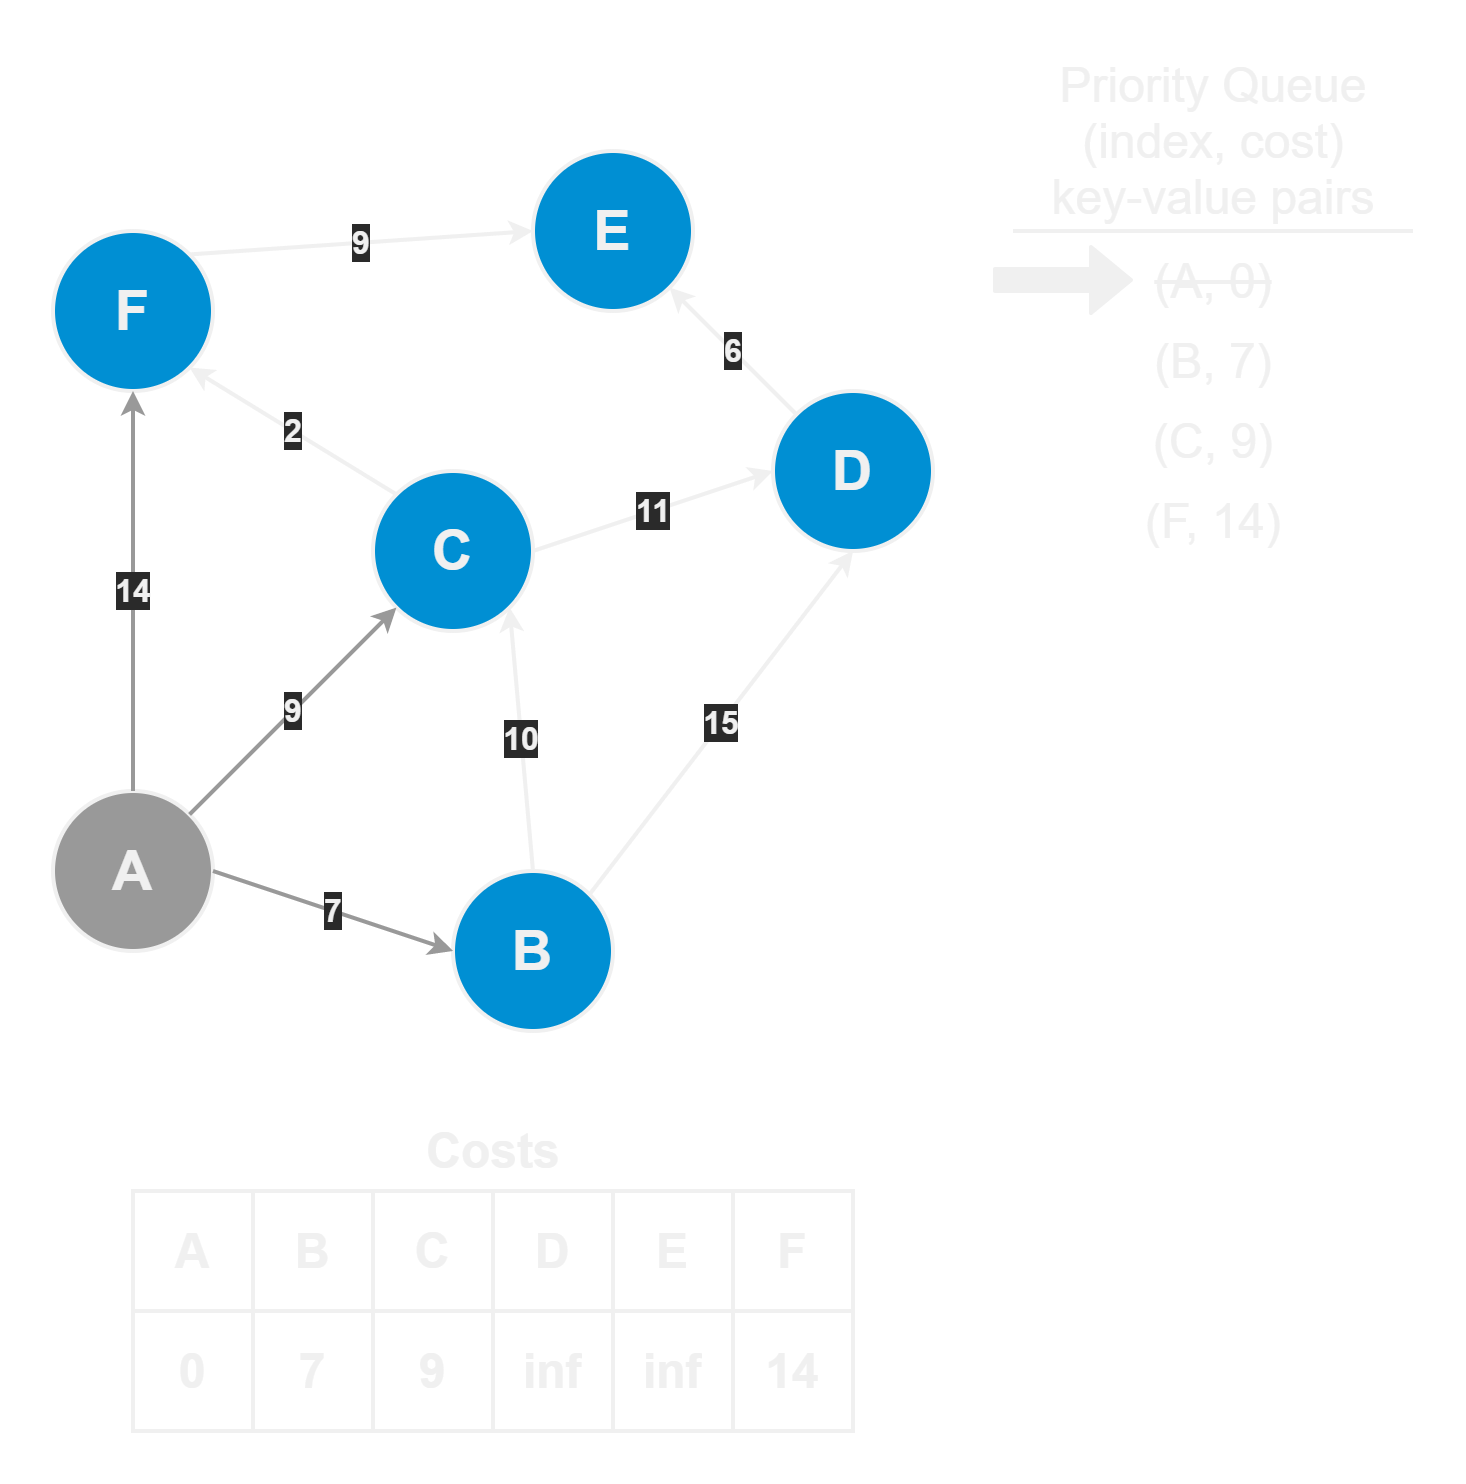 Priority Queue
(index, cost)
key-value pairs
(A, 0)
(B, 7)
(C, 9)
(F, 14)
E
9
F
6
2
D
11
C
14
9
10
15
A
7
B
Costs
A B C D E F
0 7 9 inf inf 14